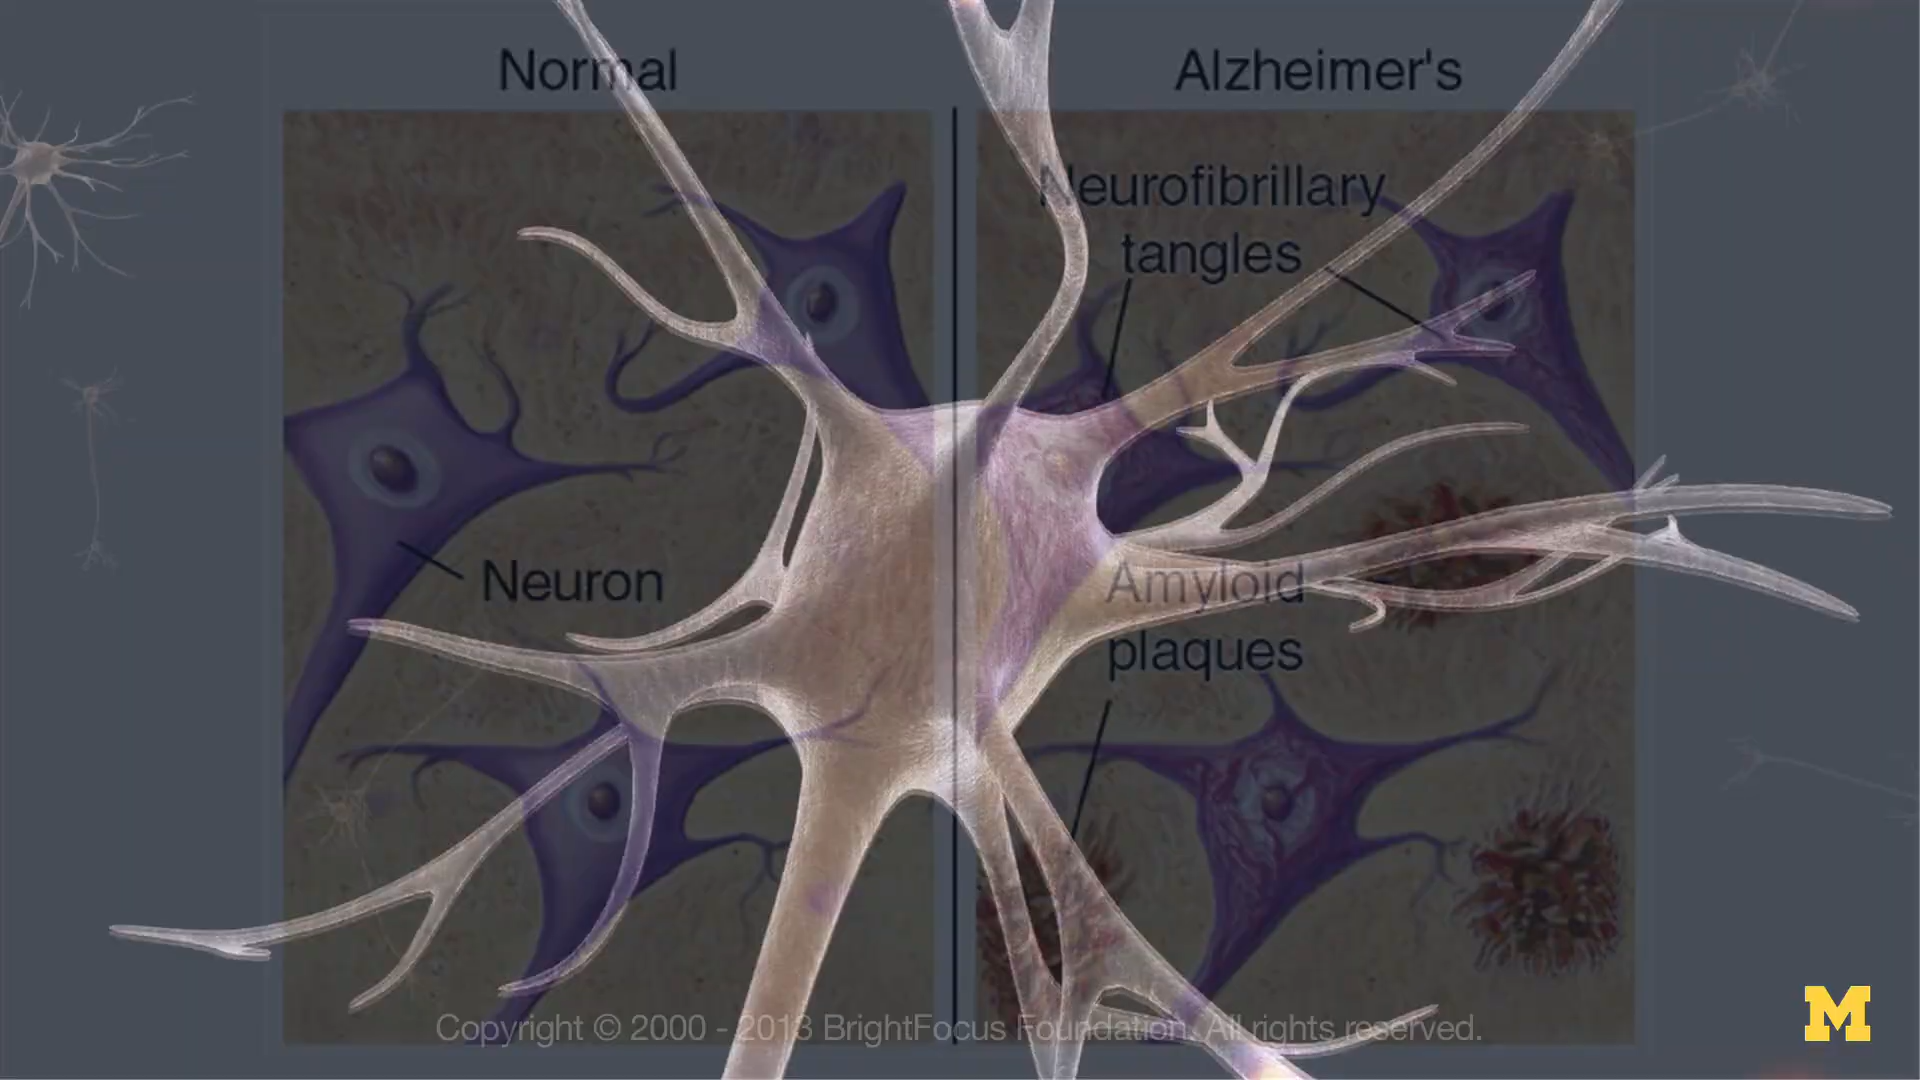 Normal
Alzheimer's
Neurofibrillary
tangles
Neuron
Amyloid
plaques
Copyright © 2000 - 2013 BrightFocus Foundation. All rights reserved.
M